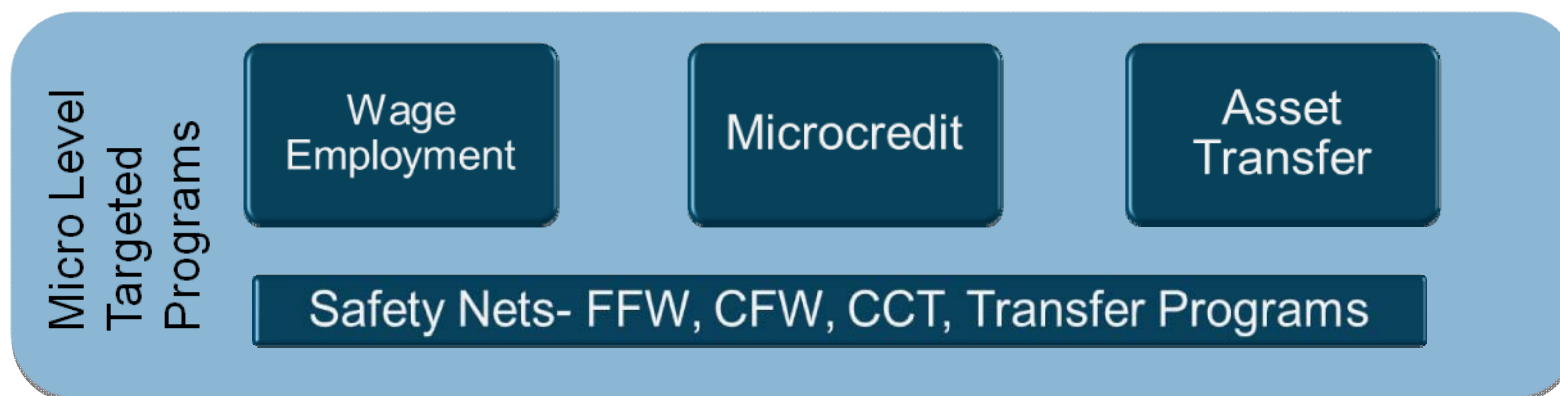 Micro Level
Targeted
Programs
Wage
Employment
Microcredit
Asset
Transfer
Safety Nets- FFW, CFW, CCT, Transfer Programs